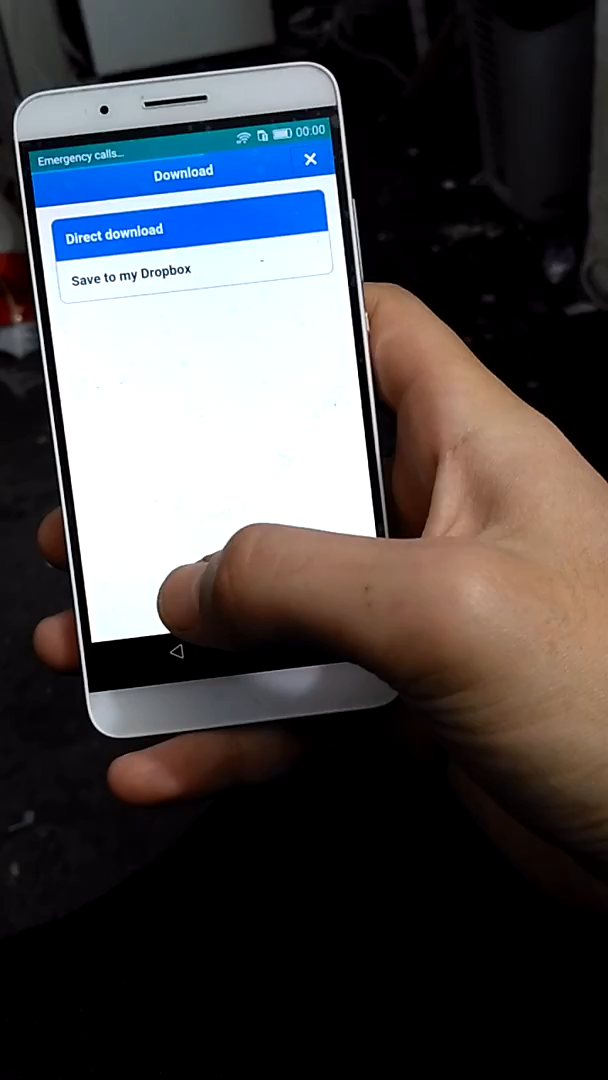 Emergency calls...
00:00
Download
Direct download
Save to my Dropbox